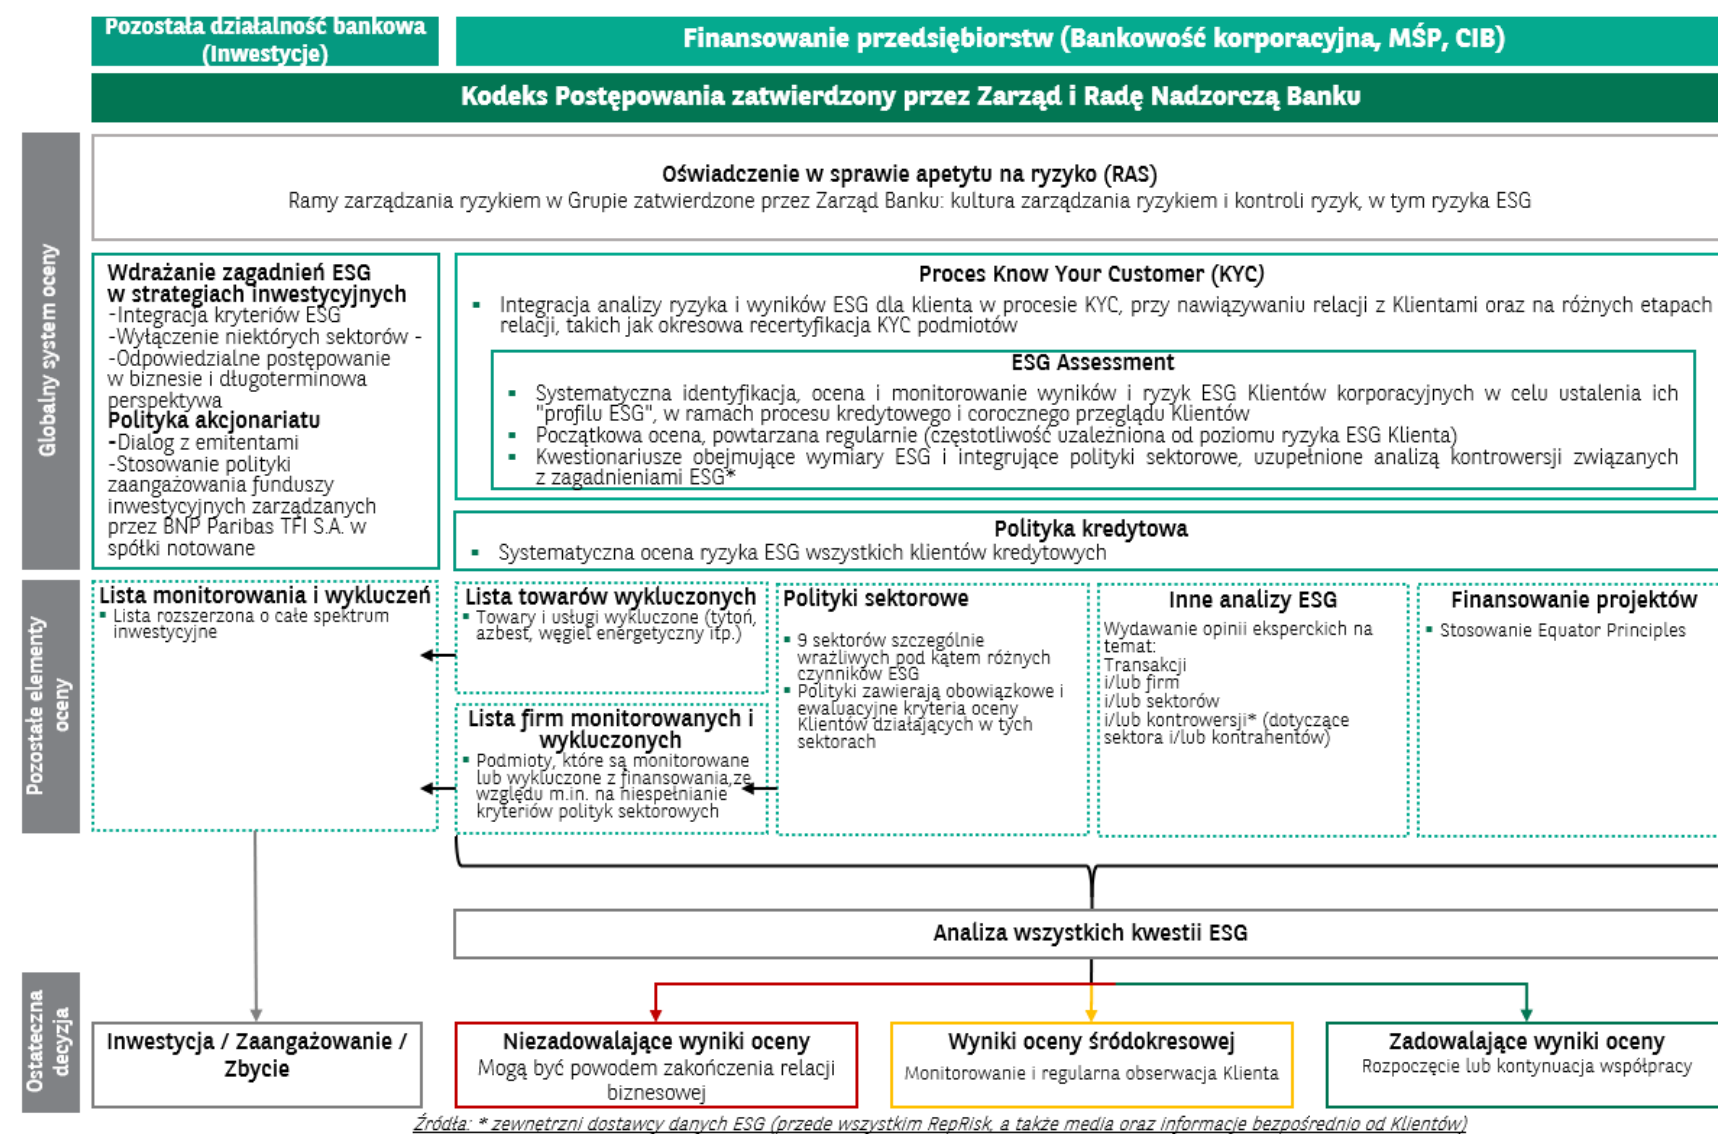 Pozostała działalność bankowa
(Inwestycje)
Finansowanie przedsiębiorstw (Bankowość korporacyjna, MŚP, CIB)
Kodeks Postępowania zatwierdzony przez Zarząd i Radę Nadzorczą Banku
Globalny system oceny
Oświadczenie w sprawie apetytu na ryzyko (RAS)
Ramy zarządzania ryzykiem w Grupie zatwierdzone przez Zarząd Banku: kultura zarządzania ryzykiem i kontroli ryzyk, w tym ryzyka ESG
Wdrażanie zagadnień ESG
w strategiach inwestycyjnych
-Integracja kryteriów ESG
-Wyłączenie niektórych sektorów -
-Odpowiedzialne postępowanie
w biznesie i długoterminowa
perspektywa
Polityka akcjonariatu
-Dialog z emitentami
-Stosowanie polityki
zaangażowania funduszy
inwestycyjnych zarządzanych
przez BNP Paribas TFI S.A. w
spółki notowane
Proces Know Your Customer (KYC)
▪ Integracja analizy ryzyka i wyników ESG dla klienta w procesie KYC, przy nawiązywaniu relacji z Klientami oraz na różnych etapach
relacji, takich jak okresowa recertyfikacja KYC podmiotów
ESG Assessment
▪ Systematyczna identyfikacja, ocena i monitorowanie wyników i ryzyk ESG Klientów korporacyjnych w celu ustalenia ich
"profilu ESG", w ramach procesu kredytowego i corocznego przeglądu Klientów
▪ Początkowa ocena, powtarzana regularnie (częstotliwość uzależniona od poziomu ryzyka ESG Klienta)
▪ Kwestionariusze obejmujące wymiary ESG i integrujące polityki sektorowe, uzupełnione analizą kontrowersji związanych
z zagadnieniami ESG*
Polityka kredytowa
▪ Systematyczna ocena ryzyka ESG wszystkich klientów kredytowych
Pozostałe elementy
oceny
Lista monitorowania i wykluczeń
▪ Lista rozszerzona o całe spektrum
inwestycyjne
Lista towarów wykluczonych
▪ Towary i usługi wykluczone (tytoń,
azbest, węgiel energetyczny itp.)
Lista firm monitorowanych i
wykluczonych
▪ Podmioty, które są monitorowane
lub wykluczone z finansowania,ze
względu m.in. na niespełnianie
kryteriów polityk sektorowych
Polityki sektorowe
▪ 9 sektorów szczególnie
wrażliwych pod kątem różnych
czynników ESG
▪ Polityki zawierają obowiązkowe i
ewaluacyjne kryteria oceny
Klientów działających w tych
sektorach
Inne analizy ESG
Wydawanie opinii eksperckich na
temat:
Transakcji
i/lub firm
i/lub sektorów
i/lub kontrowersji* (dotyczące
sektora i/lub kontrahentów)
Finansowanie projektów
▪ Stosowanie Equator Principles
Analiza wszystkich kwestii ESG
Ostateczna
decyzja
Inwestycja / Zaangażowanie /
Zbycie
Niezadowalające wyniki oceny
Mogą być powodem zakończenia relacji
biznesowej
Wyniki oceny śródokresowej
Monitorowanie i regularna obserwacja Klienta
Zadowalające wyniki oceny
Rozpoczęcie lub kontynuacja współpracy
Źródła: * zewnętrzni dostawcy danych ESG (przede wszystkim RepRisk, a także media oraz informacje bezpośrednio od Klientów)